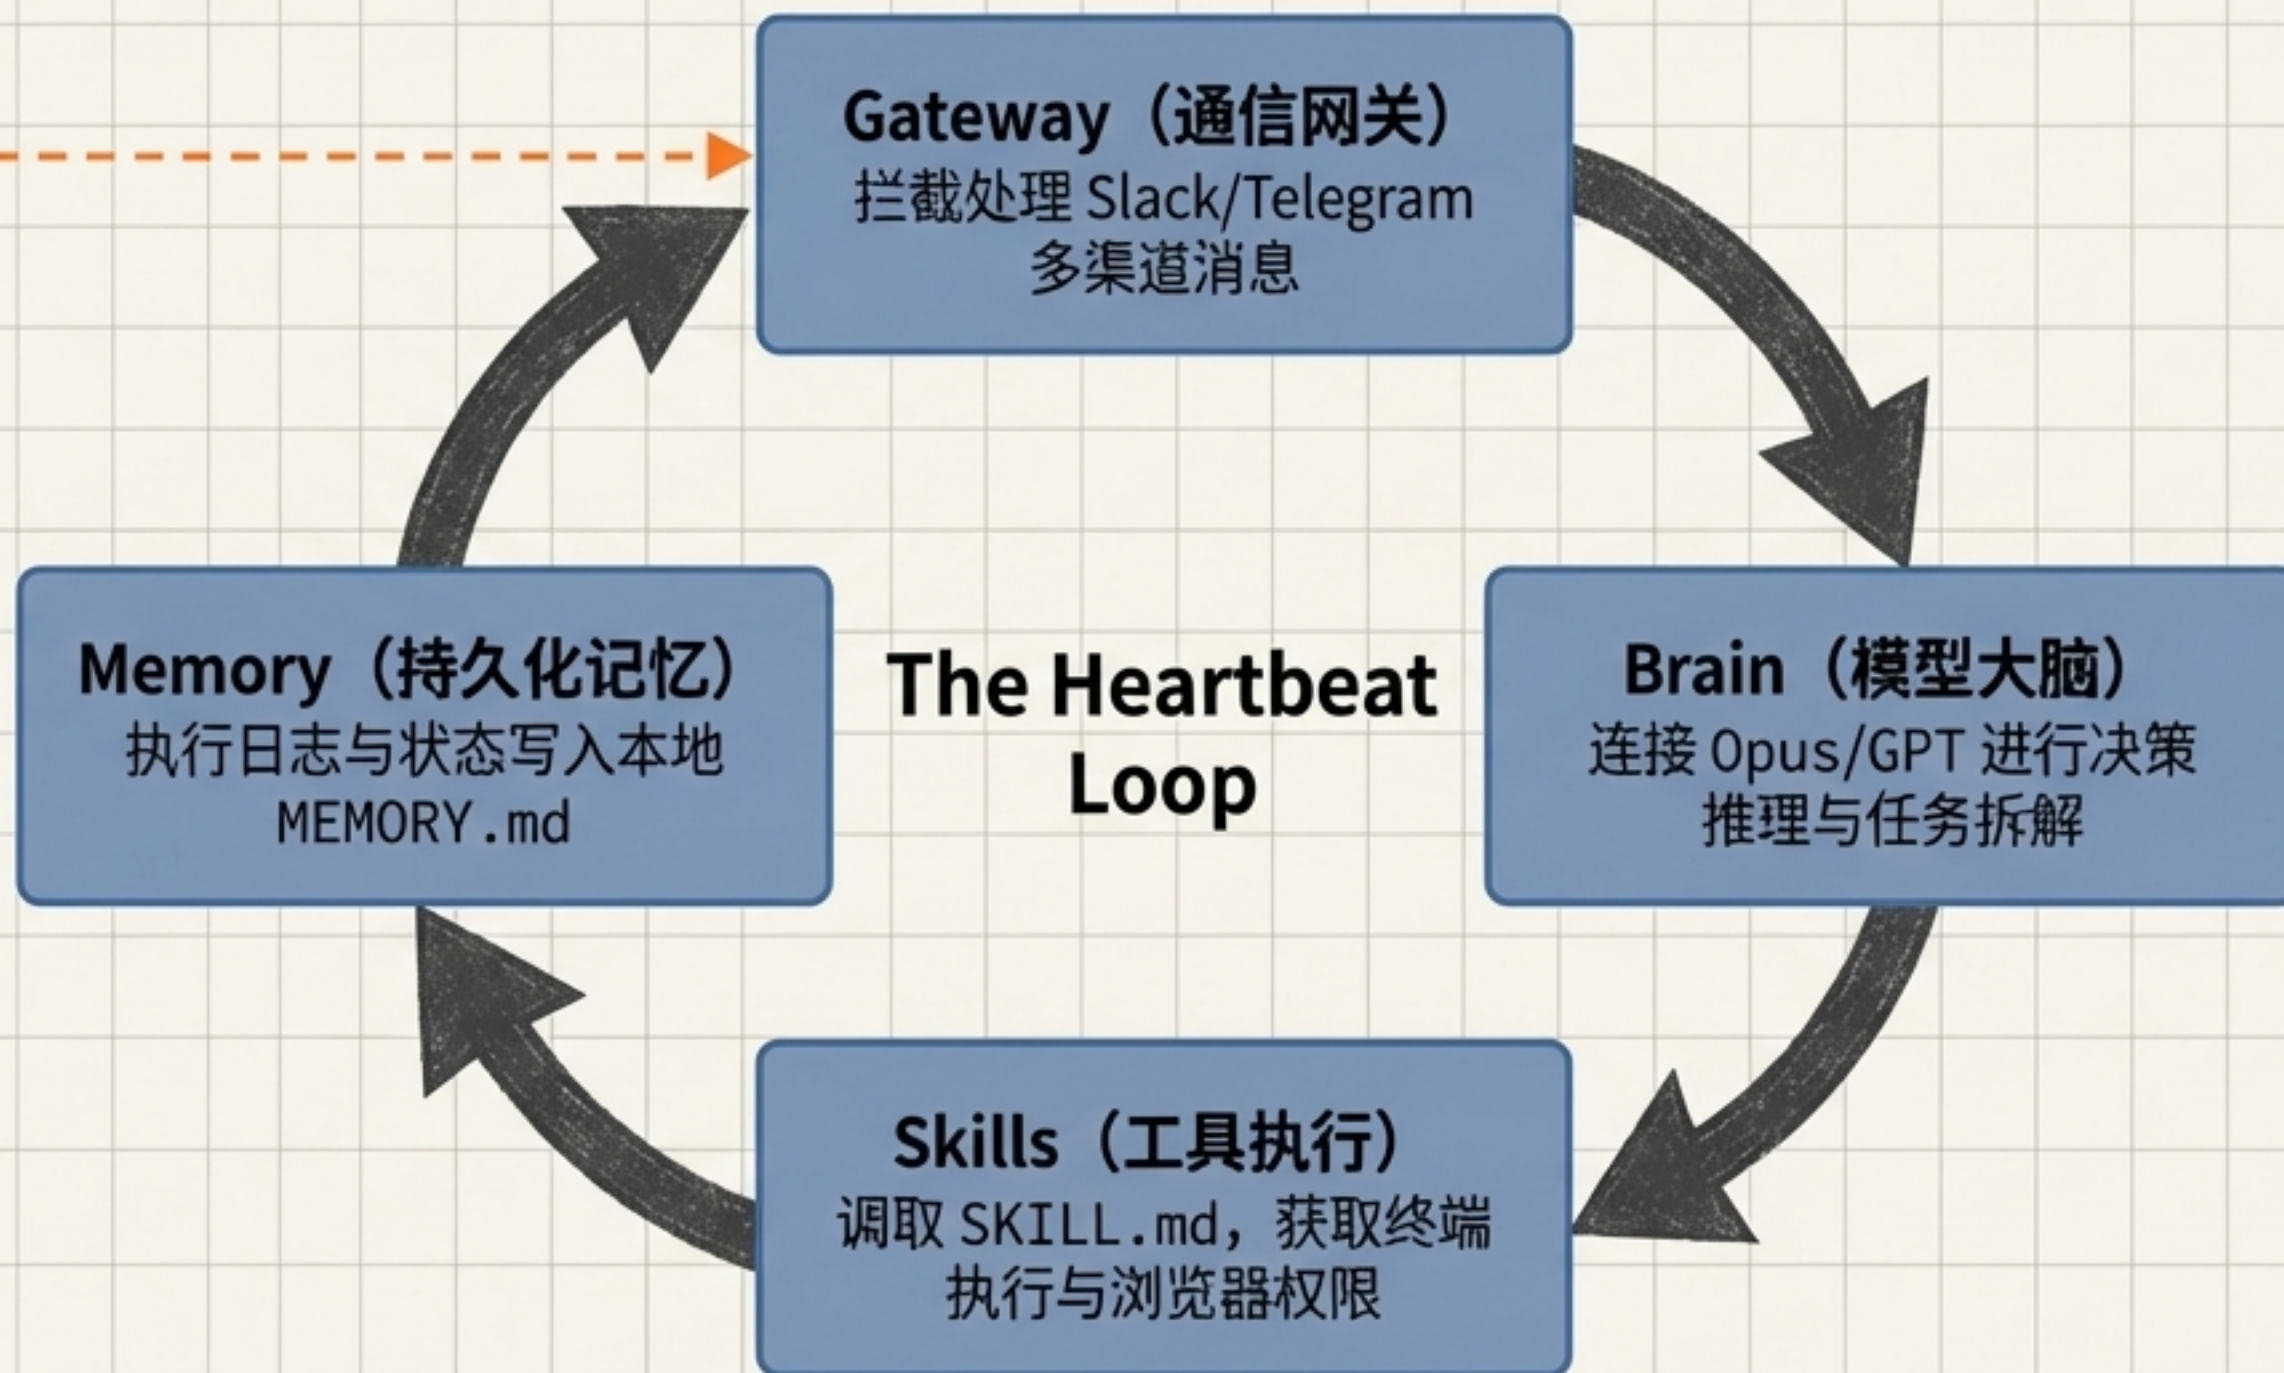 Gateway（通信网关）
拦截处理 Slack/Telegram
多渠道消息
Memory（持久化记忆）
执行日志与状态写入本地
MEMORY.md
The Heartbeat
Loop
Brain（模型大脑）
连接 Opus/GPT 进行决策
推理与任务拆解
Skills（工具执行）
调取 SKILL.md，获取终端
执行与浏览器权限